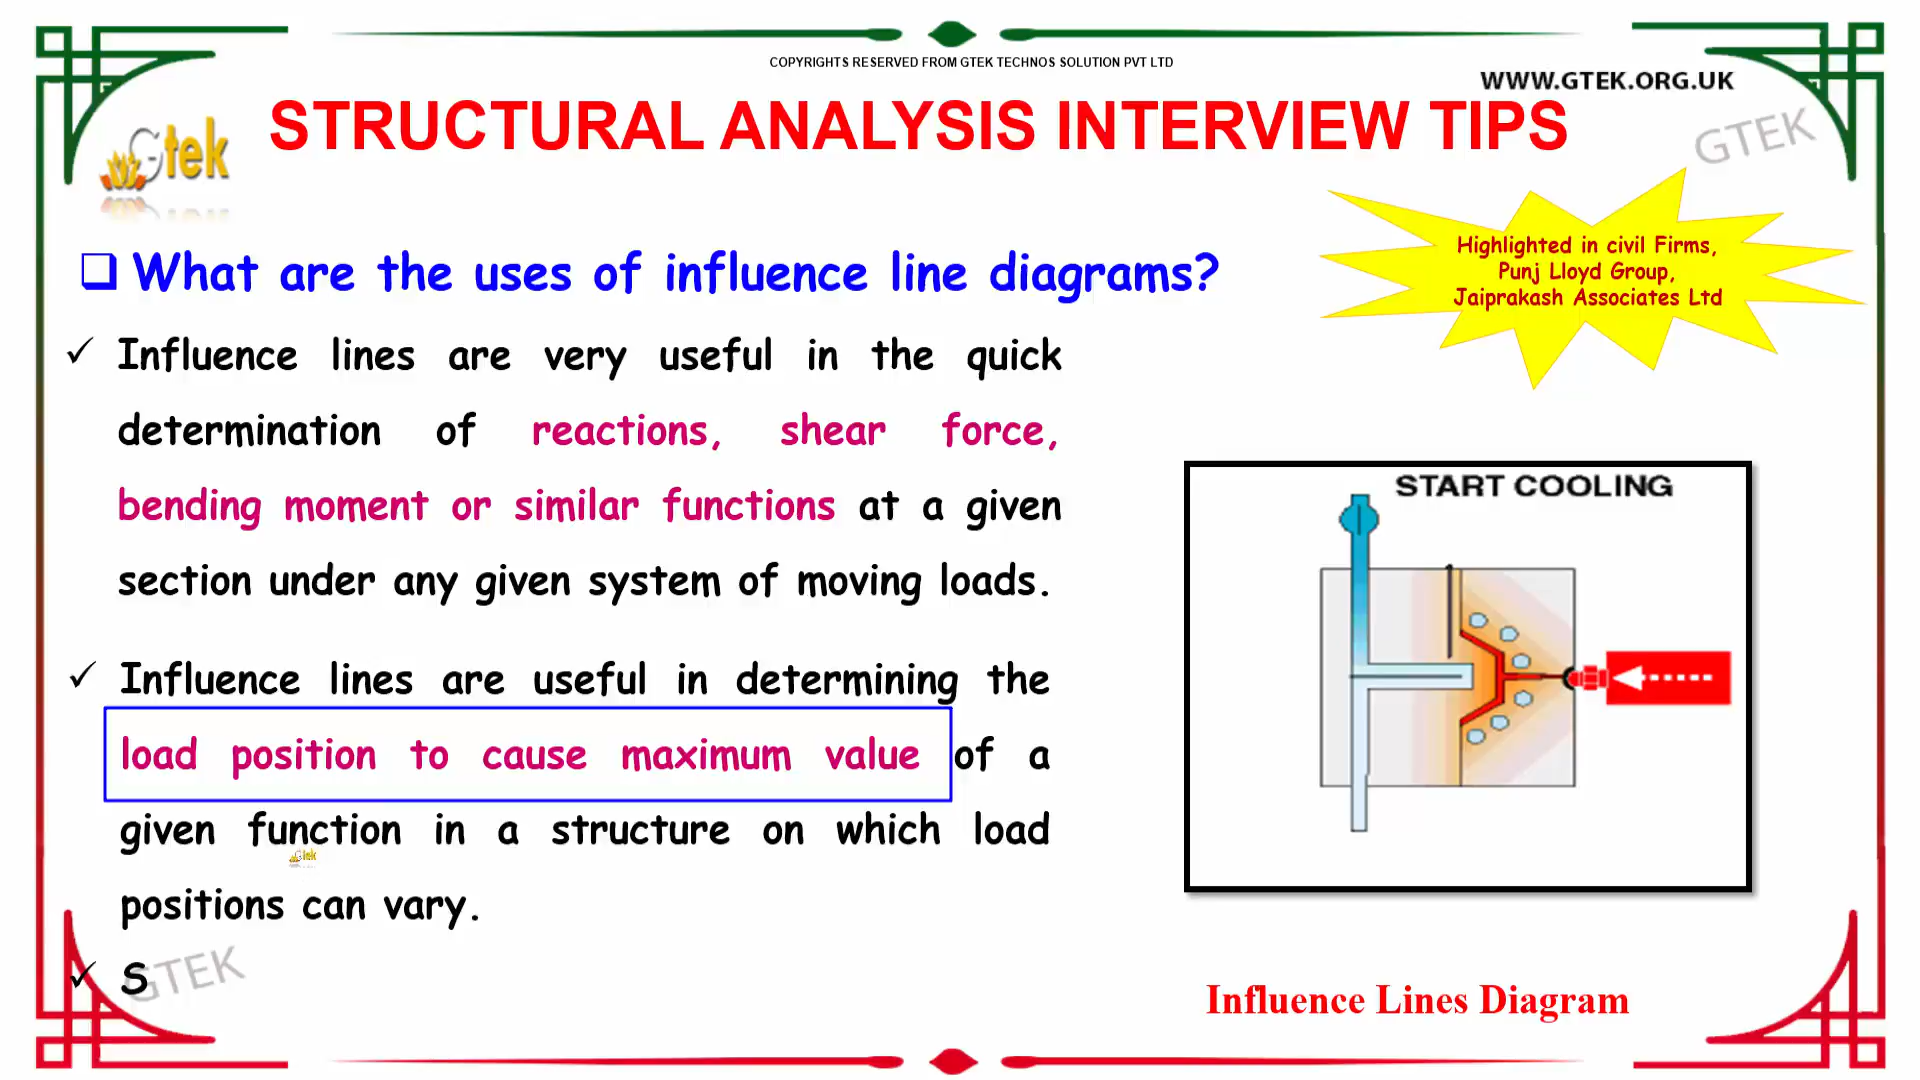 COPYRIGHTS RESERVED FROM GTEK TECHNOS SOLUTION PVT LTD
WWW.GTEK.ORG.UK
STRUCTURAL ANALYSIS INTERVIEW TIPS
GTEK
Gtek
What are the uses of influence line diagrams?
Highlighted in civil Firms,
Punj Lloyd Group,
Jaiprakash Associates Ltd
Influence lines are very useful in the quick
determination of reactions, shear force,
bending moment or similar functions at a given
section under any given system of moving loads.
START COOLING
Influence lines are useful in determining the
load position to cause maximum value of a
given function in a structure on which load
Gtek
positions can vary.
S
GTEK
Influence Lines Diagram